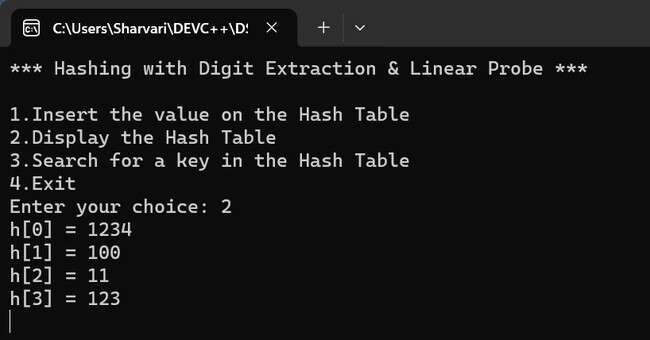 C:\Users\Sharvari\DEVC++\DS
*** Hashing with Digit Extraction & Linear Probe ***
1.Insert the value on the Hash Table
2.Display the Hash Table
3.Search for a key in the Hash Table
4.Exit
Enter your choice: 2
h[0] = 1234
h[1] = 100
h[2] = 11
h[3] = 123